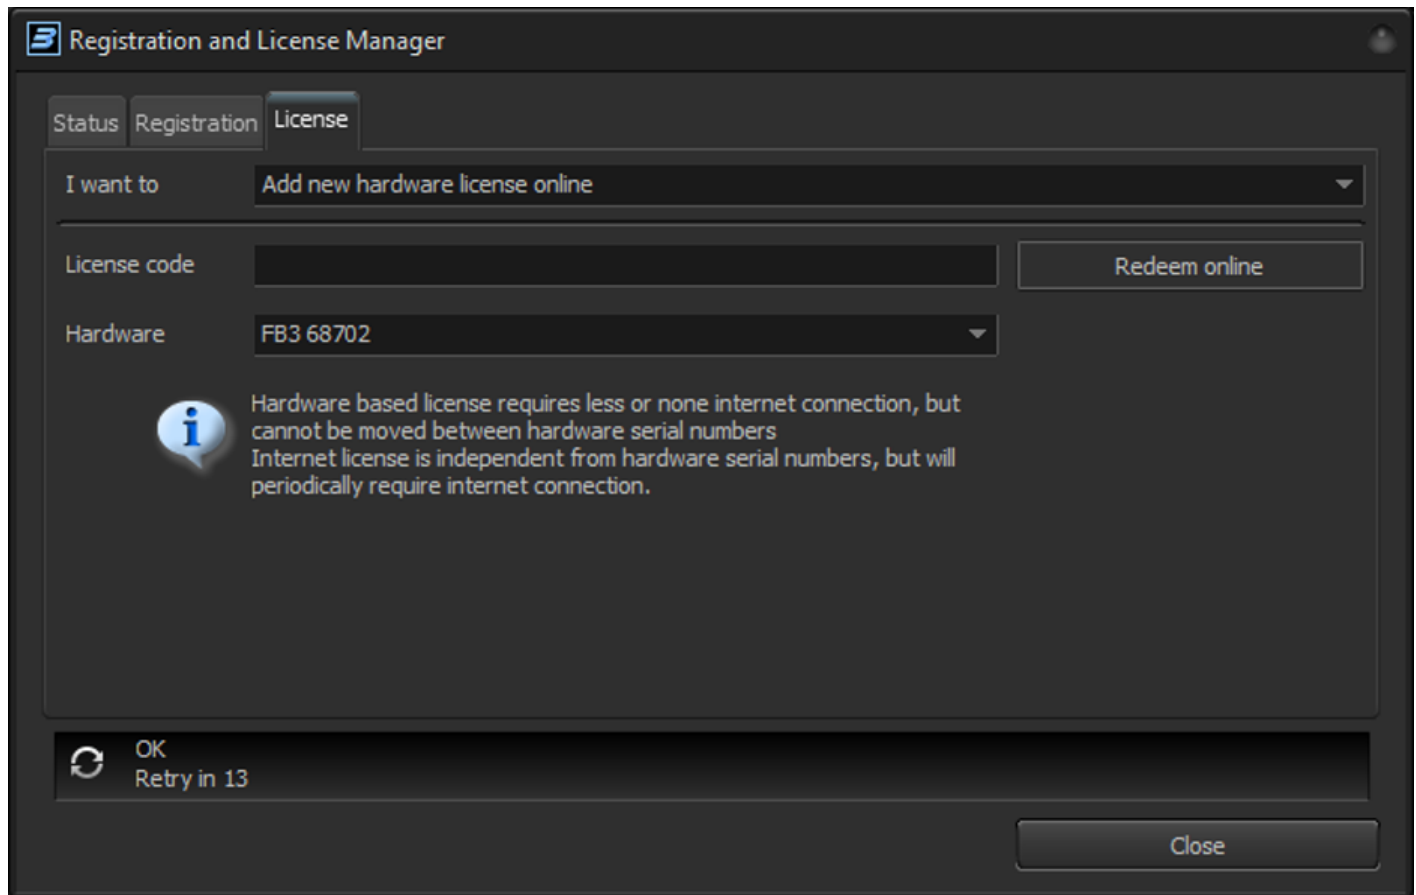 Registration and License Manager
Status Registration License
I want to Add new hardware license online
License code Redeem online
Hardware FB3 68702
Hardware based license requires less or none internet connection, but
cannot be moved between hardware serial numbers
Internet license is independent from hardware serial numbers, but will
periodically require internet connection.
OK
Retry in 13
Close